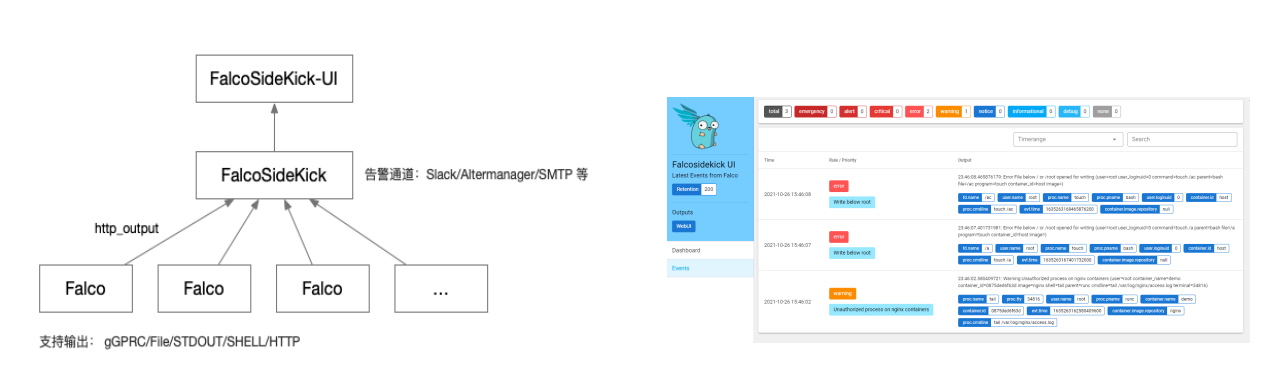 FalcoSideKick-UI
FalcoSideKick
告警通道：Slack/Altermanager/SMTP 等
http_output
Falco
Falco
Falco
...
支持输出： gGPRC/File/STDOUT/SHELL/HTTP
total 3 emergency 0 alert 0 critical 0 error 2 warning 1 notice 0 informational 0 debug 0 none 0
Timerange
Search
Falcosidekick UI
Latest Events from Falco
Retention 200
Outputs
WebUI
Dashboard
Events
Time Rule / Priority Output
2021-10-26 15:46:08
error
Write below root
23:46:08.465876179: Error File below / or /root opened for writing (user=root user_loginuid=0 command=touch /ac parent=bash
file=/ac program=touch container_id=host image=)
fd.name /ac user.name root proc.name touch proc.pname bash user.loginuid 0 container.id host
proc.cmdline touch /ac evt.time 1635263168465876200 container.image.repository null
2021-10-26 15:46:07
error
Write below root
23:46:07.401731981: Error File below / or /root opened for writing (user=root user_loginuid=0 command=touch /a parent=bash file=/a
program=touch container_id=host image=)
fd.name /a user.name root proc.name touch proc.pname bash user.loginuid 0 container.id host
proc.cmdline touch /a evt.time 1635263167401732000 container.image.repository null
2021-10-26 15:46:02
warning
Unauthorized process on nginx containers
23:46:02.580409721: Warning Unauthorized process on nginx containers (user=root container_name=demo
container_id=0875ded6f63d image=nginx shell=tail parent=runc cmdline=tail /var/log/nginx/access.log terminal=34816)
proc.name tail proc.tty 34816 user.name root proc.pname runc container.name demo
container.id 0875ded6f63d evt.time 1635263162580409600 container.image.repository nginx
proc.cmdline tail /var/log/nginx/access.log